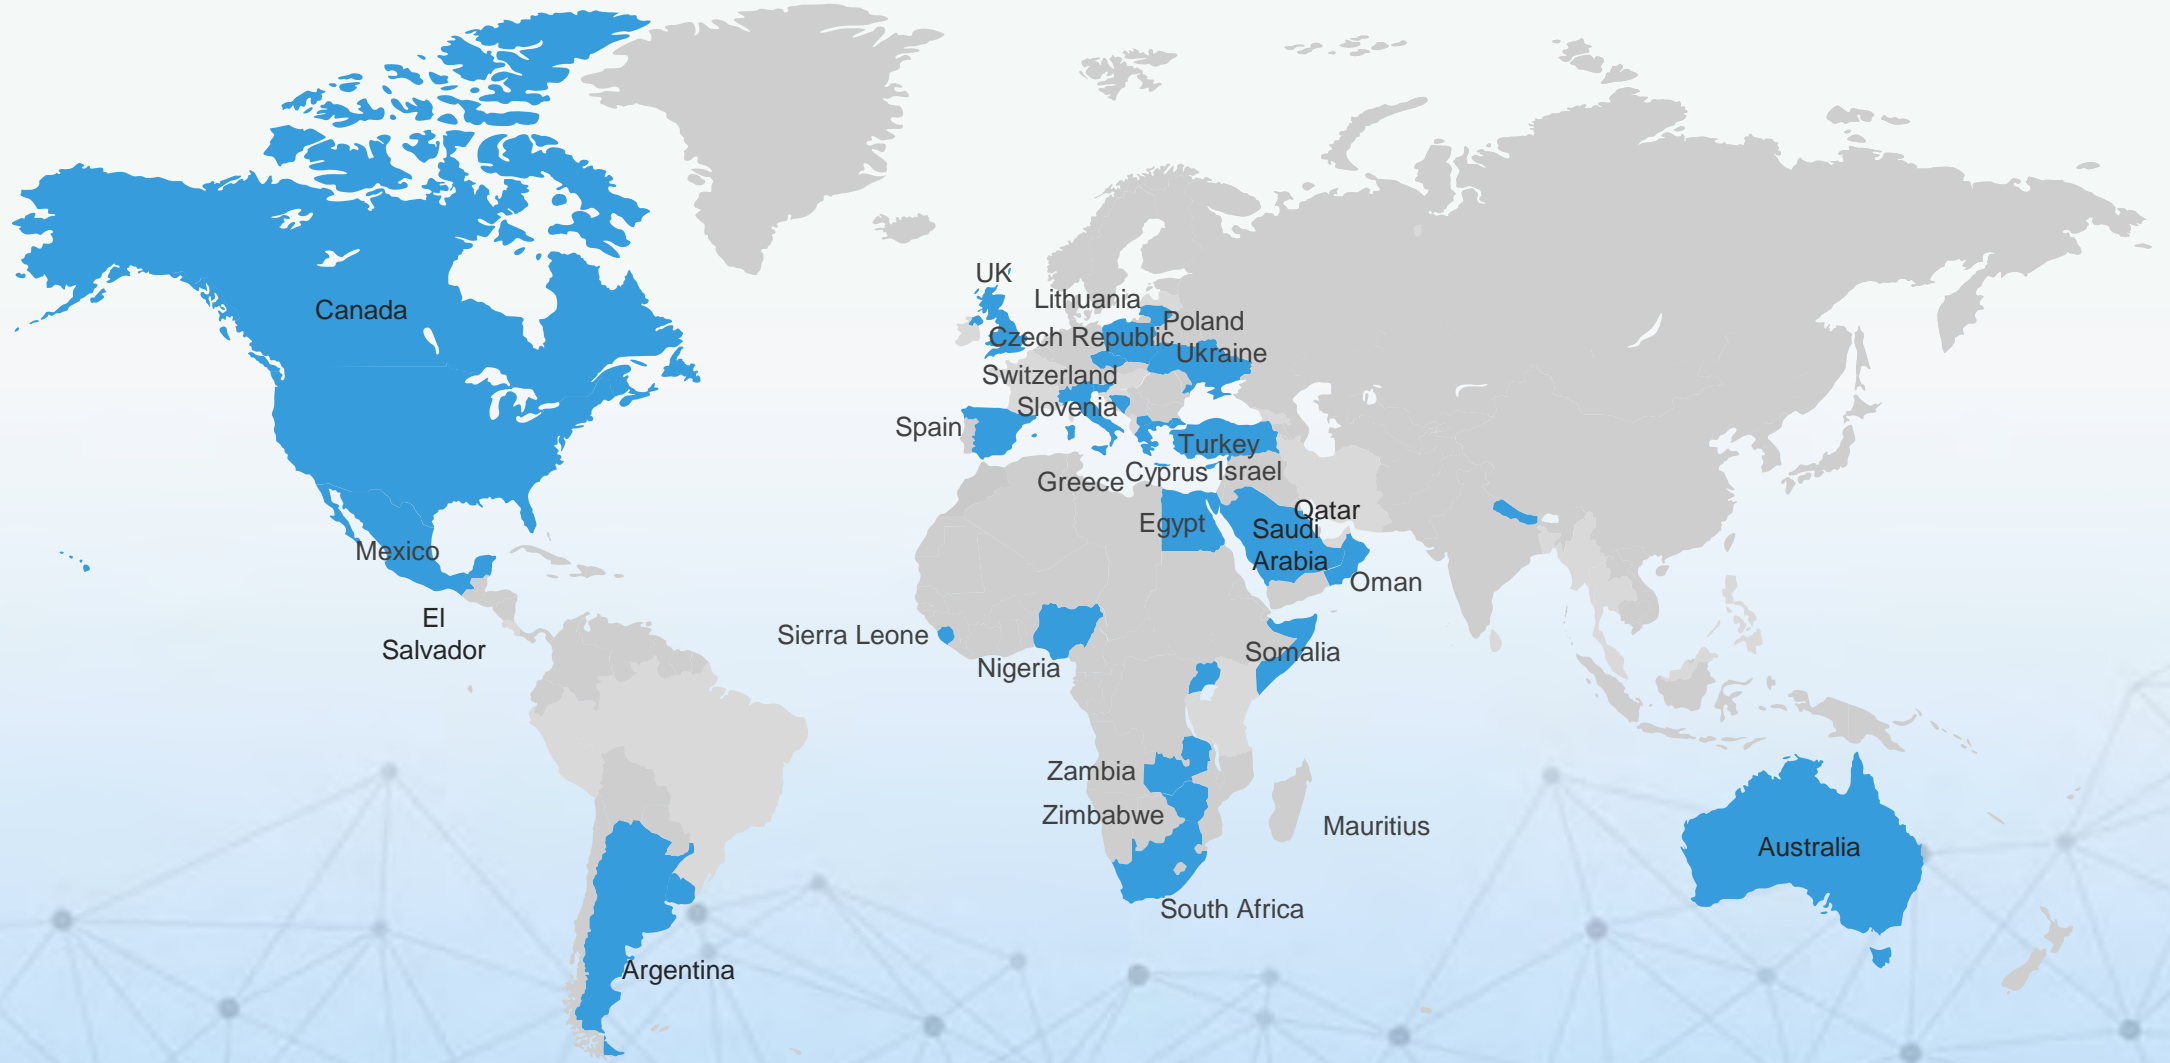 UK
Lithuania
Canada
Poland
Czech Republic
Ukraine
Switzerland
Slovenia
Spain
Turkey
Cyprus
Israel
Greece
Qatar
Egypt
Saudi
Arabia
Mexico
Oman
El
Salvador
Sierra Leone
Nigeria
Somalia
Zambia
Zimbabwe
Mauritius
Australia
South Africa
Argentina